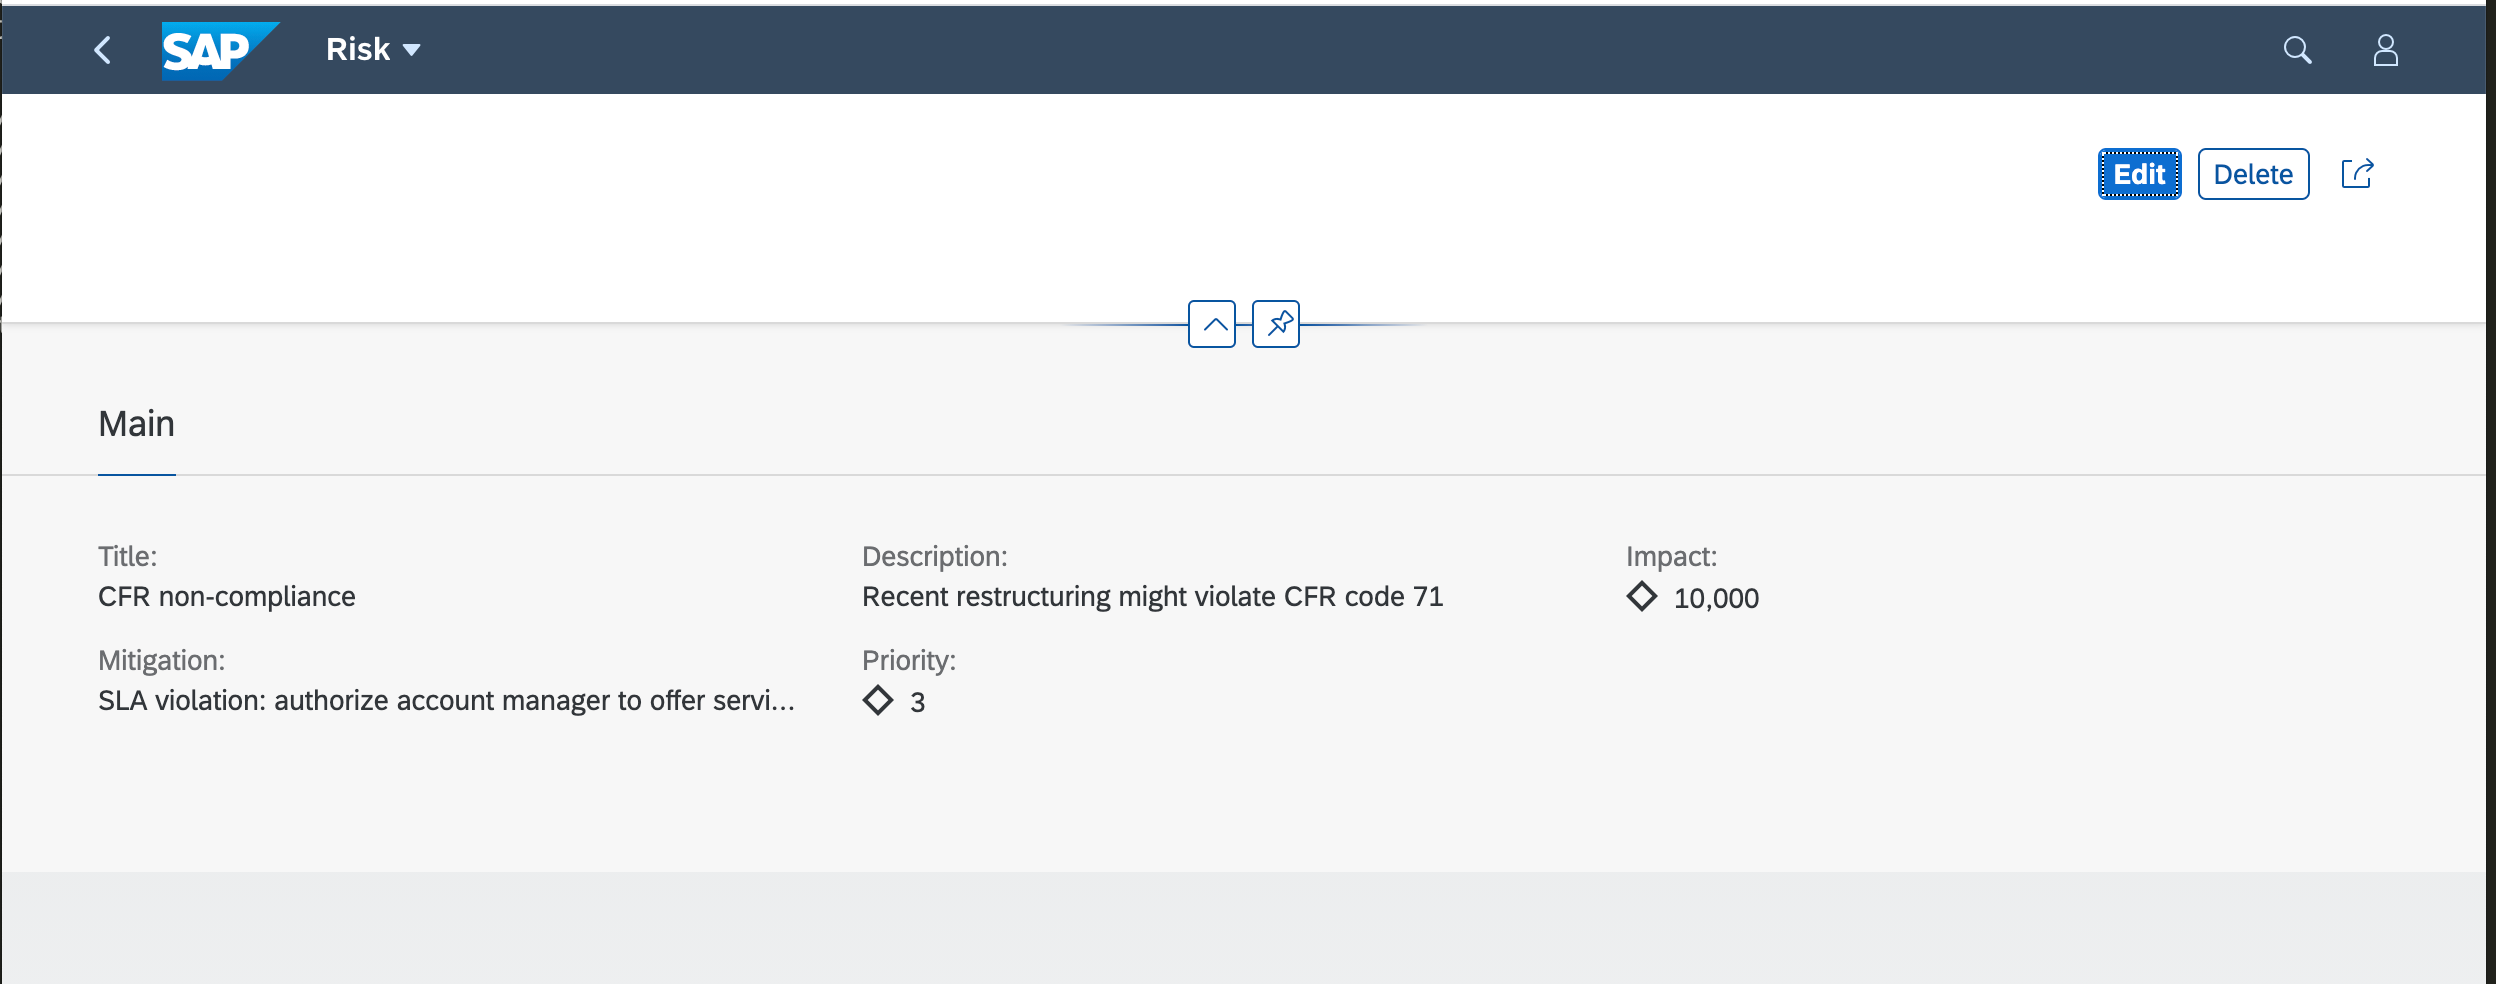 SAP Risk
Edit Delete
Main
Title: Description: Impact:
CFR non-compliance Recent restructuring might violate CFR code 71 10,000
Mitigation: Priority:
SLA violation: authorize account manager to offer servi... 3